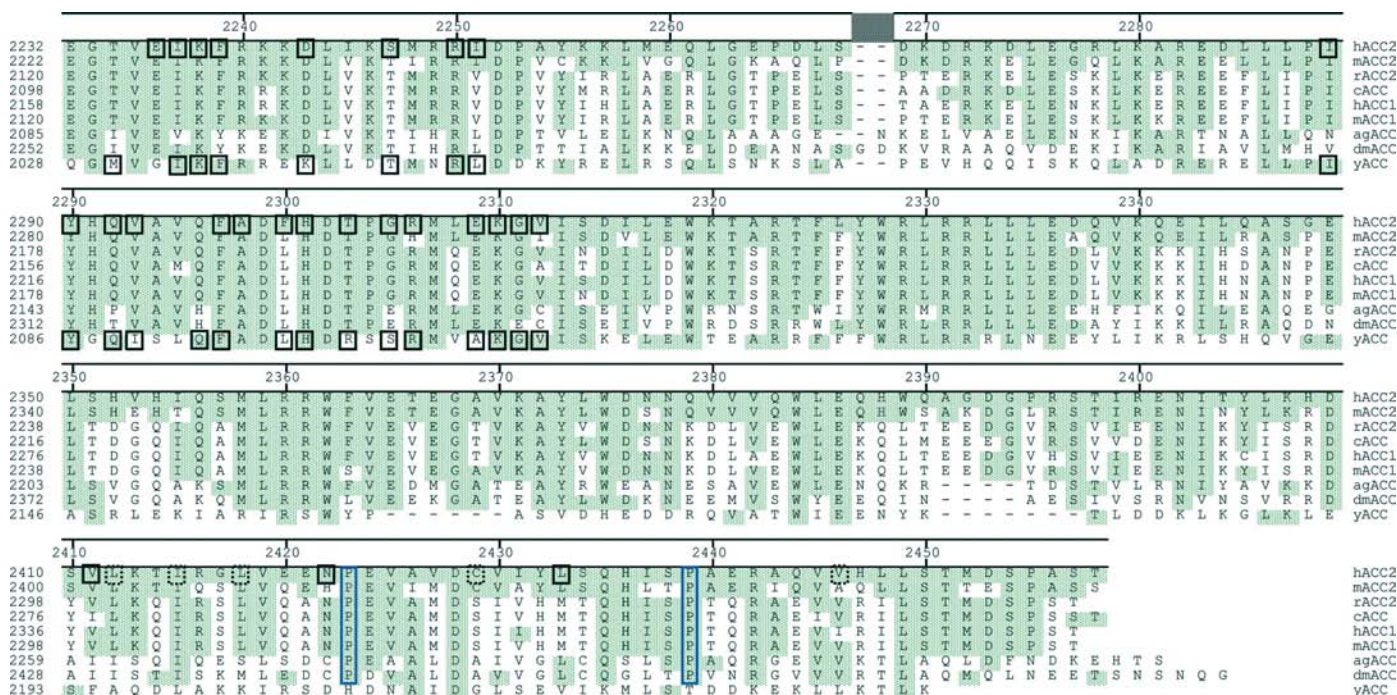 2240 2250 2260 2270 2280
2232 E G T V E I K F R K K D L I K S M R R I D P A Y K K L M E Q L G E P D L S - - D K D R K D L E G R L K A R E D L L L P I hACC2
2222 E G T V E I K F R K K D L V K T I R R I D P V C K K L V G Q L G K A Q L P - - D K D R K E L E G Q L K A R E E L L L P I mACC2
2120 E G T V E I K F R K K D L V K T M R R V D P V Y I R L A E R L G T P E L S - - P T E R K E L E S K L K E R E E F L I P I rACC2
2098 E G T V E I K F R R K D L V K T M R R V D P V Y M R L A E R L G T P E L S - - A A D R K E L E S K L K E R E E F L I P I cACC
2158 E G T V E I K F R R K D L V K T M R R V D P V Y I H L A E R L G T P E L S - - T A E R K E L E N K L K E R E E F L I P I hACC1
2120 E G T V E I K F R K K D L V K T M R R V D P V Y I R L A E R L G T P E L S - - P T E R K E L E S K L K E R E E F L I P I mACC1
2085 E G I V E V K Y K E K D I V K T I H R L D P T V L E L K N Q L A A A G E - - N K E L V A E L E N K I K A R T N A L L Q N agACC
2252 E G I V E I K Y K E K D L V K T I H R L D P T T I A L K K E L D E A N A S G D K V R A A Q V D E K I K A R I A V L M H V dmACC
2028 Q G M V G I K F R R E K L L D T M N R L D D K Y R E L R S Q L S N K S L A - - P E V H Q Q I S K Q L A D R E R E L L P I yACC
2290 2300 2310 2320 2330 2340
2290 Y H Q V A V Q F A D F H D T P G R M L E K G V I S D I L E W K T A R T F L Y W R L R R L L L E D Q V K Q E I L Q A S G E hACC2
2280 Y H Q V A V Q F A D L H D T P G H M L E K G I I S D V L E W K T A R T F F Y W R L R R L L L E A Q V K Q E I L R A S P E mACC2
2178 Y H Q V A V Q F A D L H D T P G R M Q E K G V I N D I L D W K T S R T F F Y W R L R R L L L E D L V K K K I H S A N P E rACC2
2156 Y H Q V A M Q F A D L H D T P G R M Q E K G A I T D I L D W K T S R T F F Y W R L R R L L L E D V V K K K I H D A N P E cACC
2216 Y H Q V A V Q F A D L H D T P G R M Q E K G V I S D I L D W K T S R T F F Y W R L R R L L L E D L V K K K I H N A N P E hACC1
2178 Y H Q V A V Q F A D L H D T P G R M Q E K G V I N D I L D W K T S R T F F Y W R L R R L L L E D L V K K K I H N A N P E mACC1
2143 Y H P V A V H F A D L H D T P E R M L E K G C I S E I V P W R D S R T W I Y W R M R R L L L E E H F I K Q I L E A Q E G agACC
2312 Y H T V A V H F A D L H D T P E R M L E K E C I S E I V P W R D S R R W L Y W R L R R L L L E D A Y I K K I L R A Q D N dmACC
2086 Y G Q I S L Q F A D L H D R S S R M V A K G V I S K E L E W T E A R R F F F W R L R R R L N E E Y L I K R L S H Q V G E yACC
2350 2360 2370 2380 2390 2400
2350 L S H V H I Q S M L R R W F V E T E G A V K A Y L W D N N Q V V V Q W L E Q H W Q A G D G P R S T I R E N I T Y L K H D hACC2
2340 L S H E H T Q S M L R R W F V E T E G A V K A Y L W D S N Q V V V Q W L E Q H W S A K D G L R S T I R E N I N Y L K R D mACC2
2238 L T D G Q I Q A M L R R W F V E V E G T V K A Y V W D N N K D L V E W L E K Q L T E E D G V R S V I E E N I K Y I S R D rACC2
2216 L T D G Q I Q A M L R R W F V E V E G T V K A Y L W D S N K D L V E W L E K Q L M E E E G V R S V V D E N I K Y I S R D cACC
2276 L T D G Q I Q A M L R R W F V E V E G T V K A Y V W D N N K D L A E W L E K Q L T E E D G V H S V I E E N I K C I S R D hACC1
2238 L T D G Q I Q A M L R R W S V E V E G A V K A Y V W D N N K D L V E W L E K Q L T E E D G V R S V I E E N I K Y I S R D mACC1
2203 L S V G Q A K Q M L R R W F V E D M G A T E A Y R W E A N E S A V E W L E N Q K R - - - - T D S T V L R N I Y A V K K D agACC
2372 L S V G Q A K Q M L R R W L V E E K G A T E A Y L W D K N E E M V S W Y E E Q I N - - - - A E S I V S R N V N S V R R D dmACC
2146 A S R L E K I A R I R S W Y P - - - - - - A S V D H E D D R Q V A T W I E E N Y K - - - - - T L D D K L K G L K L E yACC
2410 2420 2430 2440 2450
2410 S V L K T I R G L V E E N P E V A V D C V I Y L S Q H I S P A E R A Q V V H L L S T M D S P A S T hACC2
2400 S V L K T I Q S L V Q E H P E V I M D C V A Y L S Q H L T P A E R I Q V A Q L L S T T E S P A S S mACC2
2298 Y V L K Q I R S L V Q A N P E V A M D S I V H M T Q H I S P T Q R A E V V R I L S T M D S P S T rACC2
2276 Y I L K Q I R S L V Q A N P E V A M D S I V H M T Q H I S P T Q R A E V V R I L S T M D S P S S T cACC
2336 Y V L K Q I R S L V Q A N P E V A M D S I I H M T Q H I S P T Q R A E V I R I L S T M D S P S T hACC1
2298 Y V L K Q I R S L V Q A N P E V A M D S I V H M T Q H I S P T Q R A E V V R I L S T M D S P S T mACC1
2259 A I I S Q I Q E S L S D C P E A A L D A I V G L C Q S L S P A Q R G E V V K T L A Q L D F N D K E H T S agACC
2428 A I I S T I S K M L E D C P D V A L D A V V G L C Q G L T P V N R G V V V R T L A Q M Q L N E E T S N S N Q G dmACC
2193 S F A Q D L A K K I R S D H D N A I D G L S E V I K M L S T D D K E K L L K T L K yACC